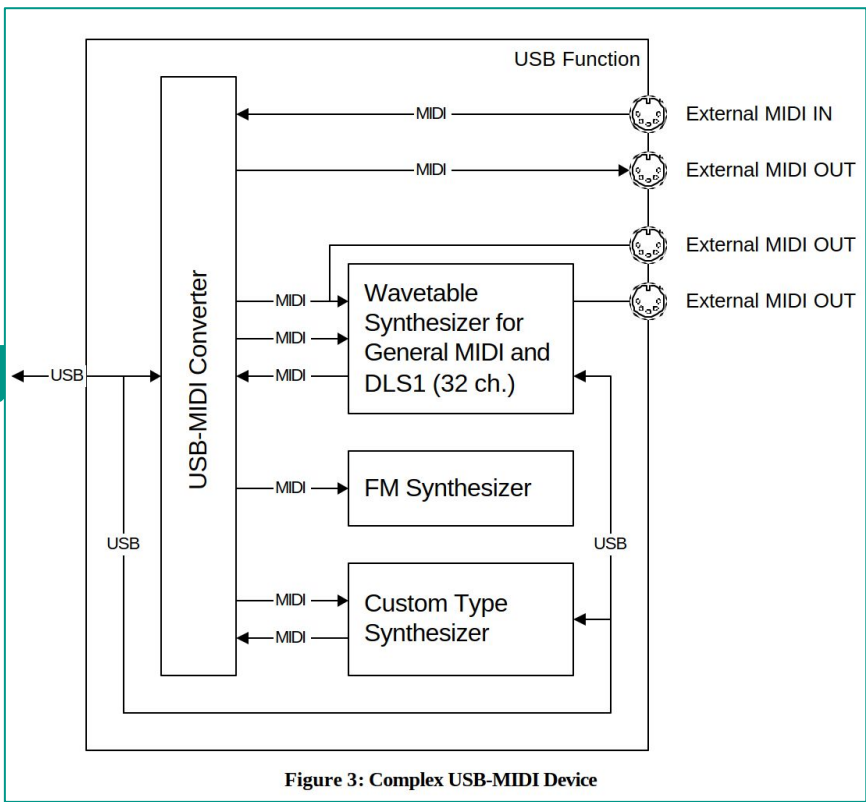 USB Function
MIDI
External MIDI IN
MIDI
External MIDI OUT
External MIDI OUT
MIDI
External MIDI OUT
Wavetable
Synthesizer for
General MIDI and
DLS1 (32 ch.)
MIDI
MIDI
USB
USB-MIDI Converter
MIDI
FM Synthesizer
USB
USB
MIDI
MIDI
Custom Type
Synthesizer
Figure 3: Complex USB-MIDI Device